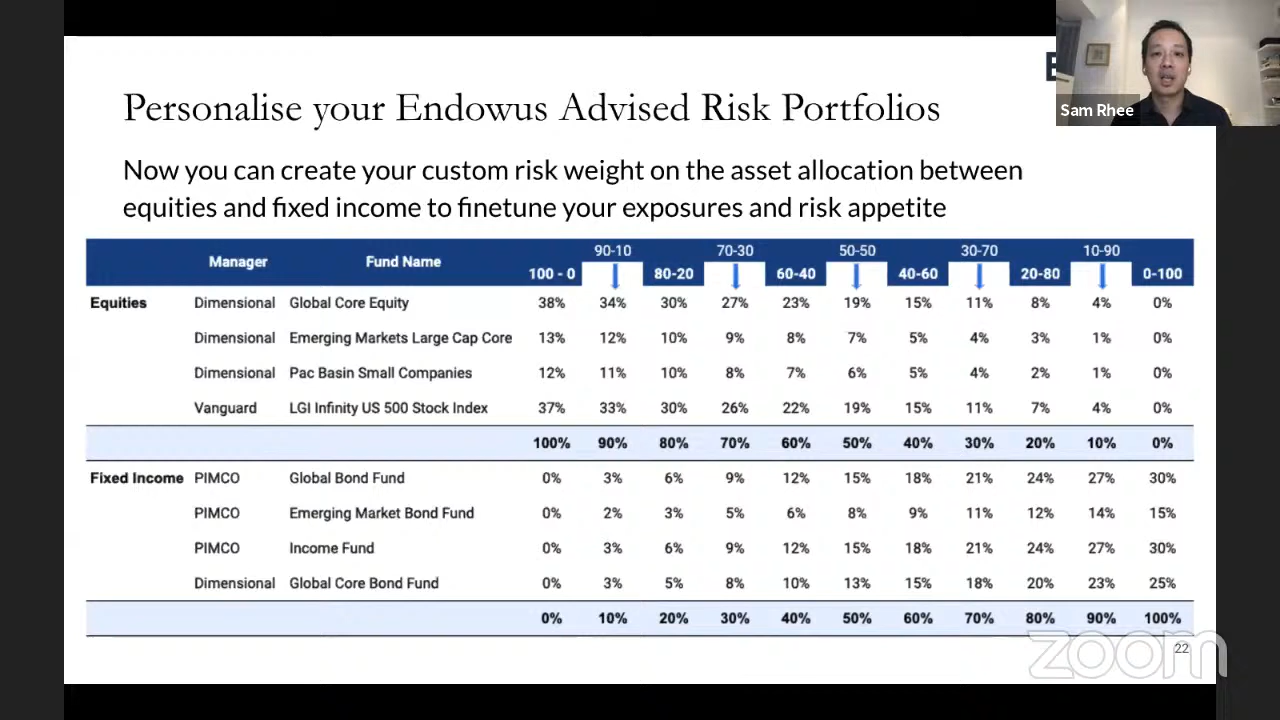 E
Sam Rhee
Personalise your Endowus Advised Risk Portfolios
Now you can create your custom risk weight on the asset allocation between
equities and fixed income to finetune your exposures and risk appetite
90-10 70-30 50-50 30-70 10-90
Manager Fund Name 100 - 0 80-20 60-40 40-60 20-80 0-100
Equities Dimensional Global Core Equity 38% 34% 30% 27% 23% 19% 15% 11% 8% 4% 0%
Dimensional Emerging Markets Large Cap Core 13% 12% 10% 9% 8% 7% 5% 4% 3% 1% 0%
Dimensional Pac Basin Small Companies 12% 11% 10% 8% 7% 6% 5% 4% 2% 1% 0%
Vanguard LGI Infinity US 500 Stock Index 37% 33% 30% 26% 22% 19% 15% 11% 7% 4% 0%
100% 90% 80% 70% 60% 50% 40% 30% 20% 10% 0%
Fixed Income PIMCO Global Bond Fund 0% 3% 6% 9% 12% 15% 18% 21% 24% 27% 30%
PIMCO Emerging Market Bond Fund 0% 2% 3% 5% 6% 8% 9% 11% 12% 14% 15%
PIMCO Income Fund 0% 3% 6% 9% 12% 15% 18% 21% 24% 27% 30%
Dimensional Global Core Bond Fund 0% 3% 5% 8% 10% 13% 15% 18% 20% 23% 25%
0% 10% 20% 30% 40% 50% 60% 70% 80% 90% 100%
zoom
22